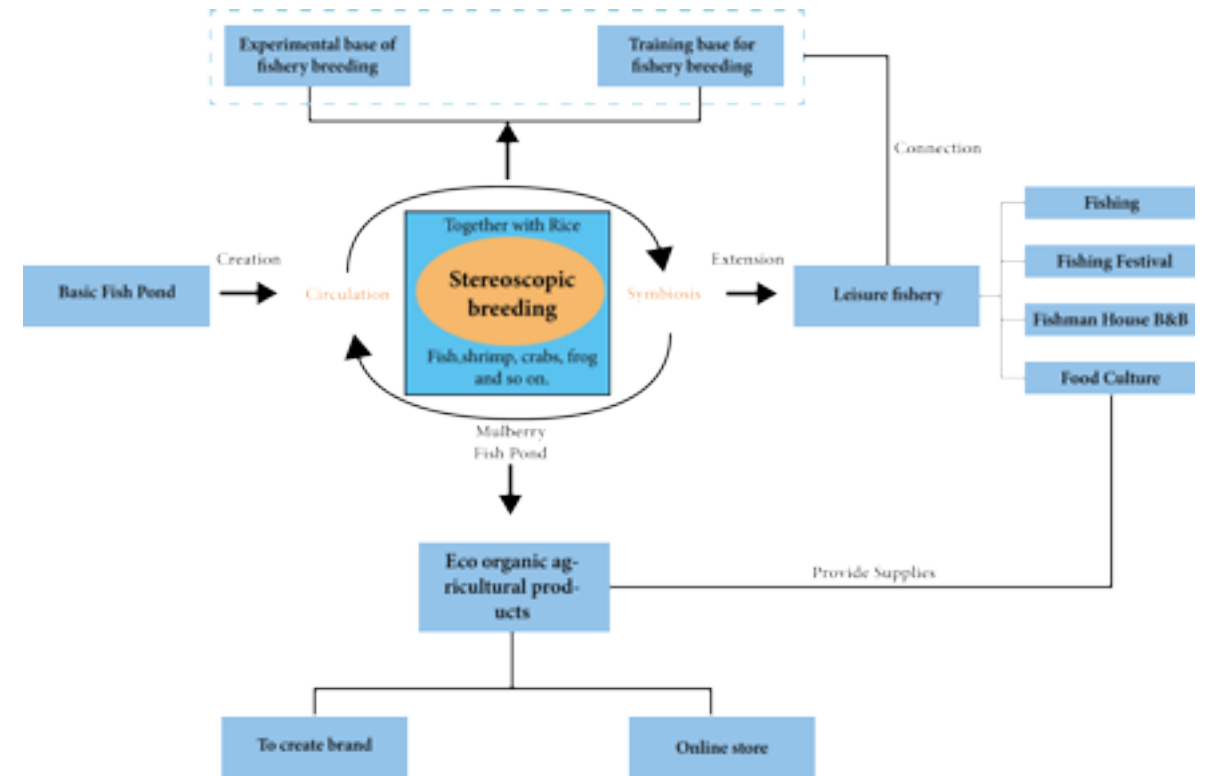 Experimental base of
fishery breeding
Training base for
fishery breeding
Connection
Together with Rice
Stereoscopic
breeding
Fish,shrimp, crabs, frog
and so on.
Creation
Basic Fish Pond
Circulation
Symbiosis
Extension
Leisure fishery
Fishing
Fishing Festival
Fishman House B&B
Food Culture
Mulberry
Fish Pond
Eco organic ag-
ricultural prod-
ucts
Provide Supplies
To create brand
Online store